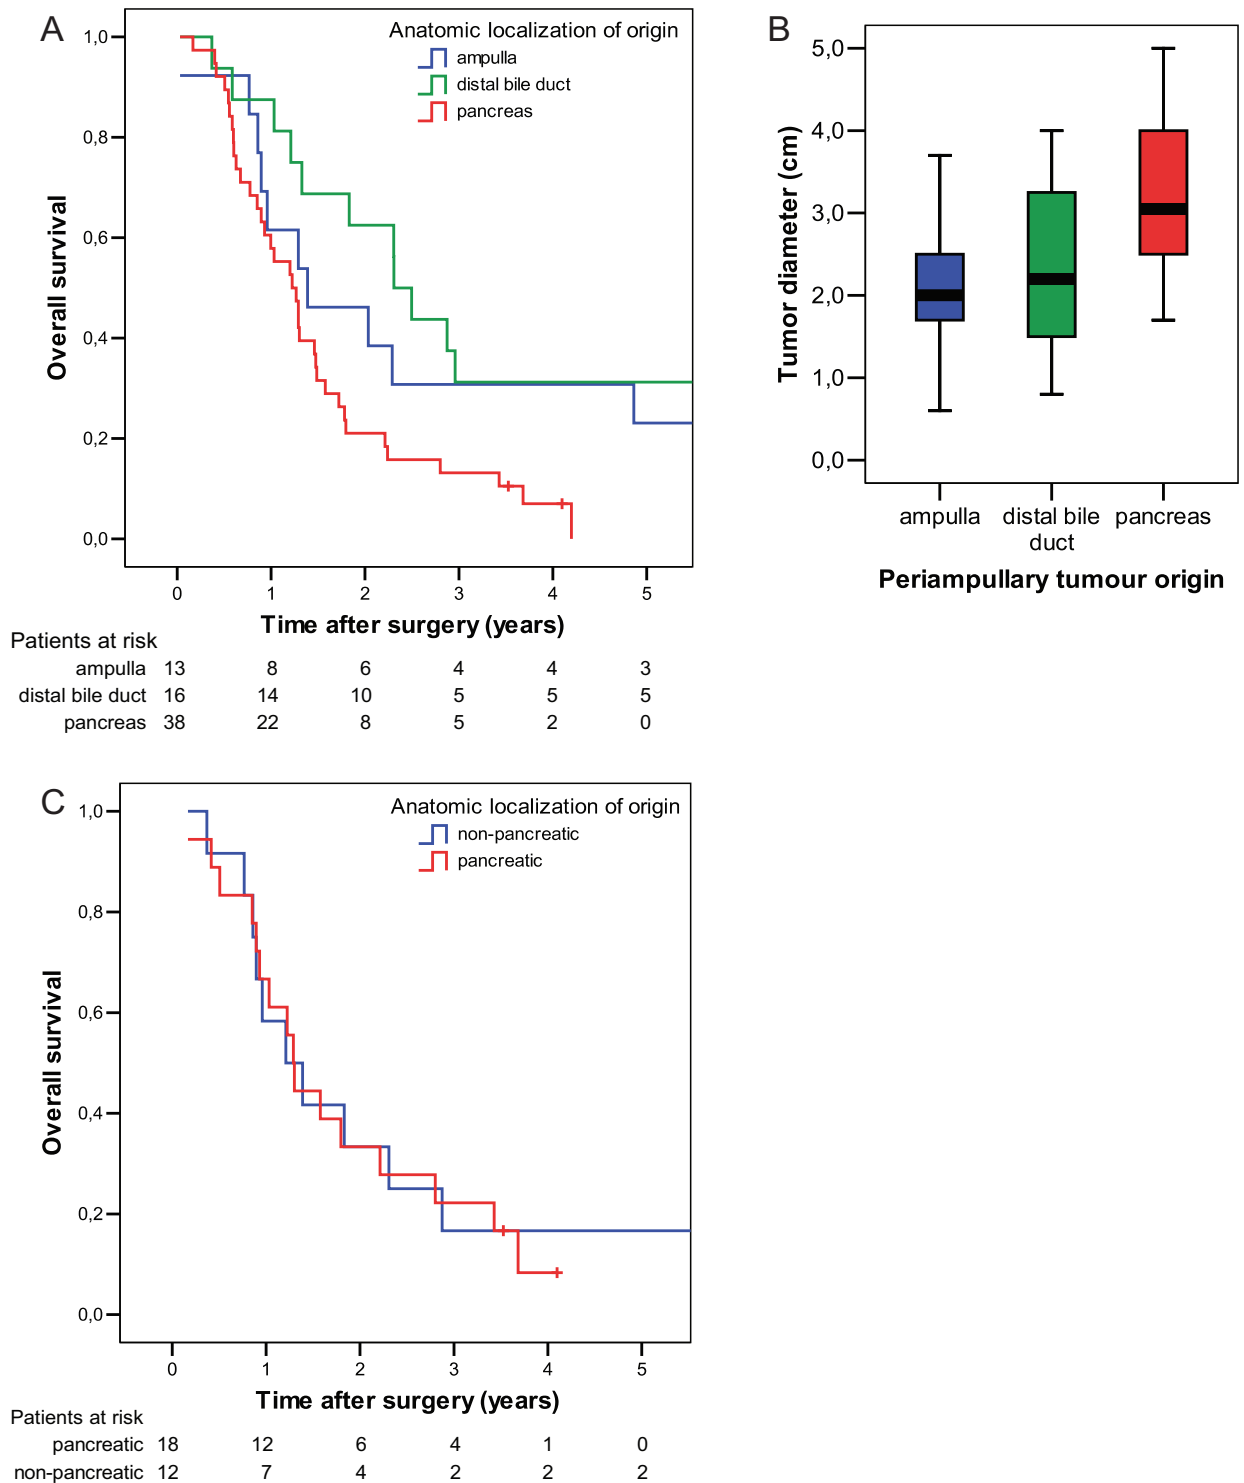 A
Anatomic localization of origin
ampulla
distal bile duct
pancreas
1,0
0,8
0,6
0,4
0,2
0,0
Overall survival
0 1 2 3 4 5
Time after surgery (years)
Patients at risk
ampulla 13 8 6 4 4 3
distal bile duct 16 14 10 5 5 5
pancreas 38 22 8 5 2 0
B
5,0
4,0
3,0
2,0
1,0
0,0
Tumor diameter (cm)
ampulla distal bile pancreas
duct
Periampullary tumour origin
C
Anatomic localization of origin
non-pancreatic
pancreatic
1,0
0,8
0,6
0,4
0,2
0,0
Overall survival
0 1 2 3 4 5
Time after surgery (years)
Patients at risk
pancreatic 18 12 6 4 1 0
non-pancreatic 12 7 4 2 2 2